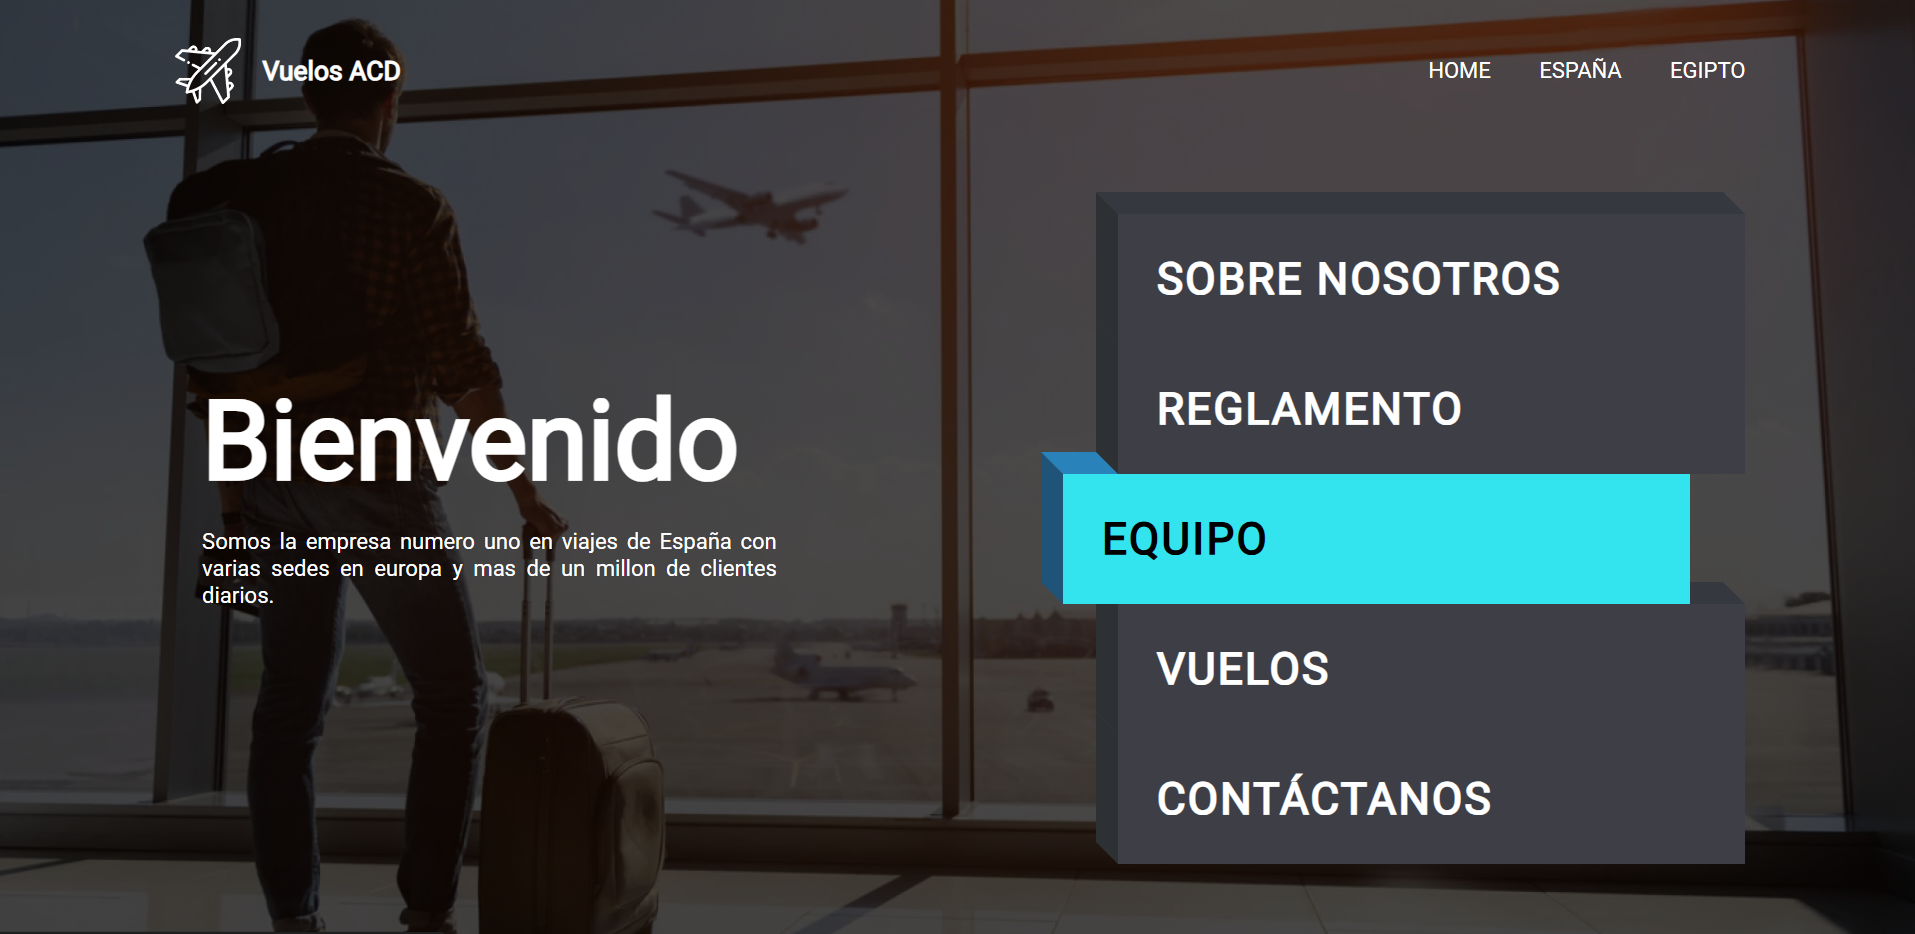 Vuelos ACD
HOME ESPAÑA EGIPTO
Bienvenido
Somos la empresa numero uno en viajes de España con
varias sedes en europa y mas de un millon de clientes
diarios.
SOBRE NOSOTROS
REGLAMENTO
EQUIPO
VUELOS
CONTÁCTANOS